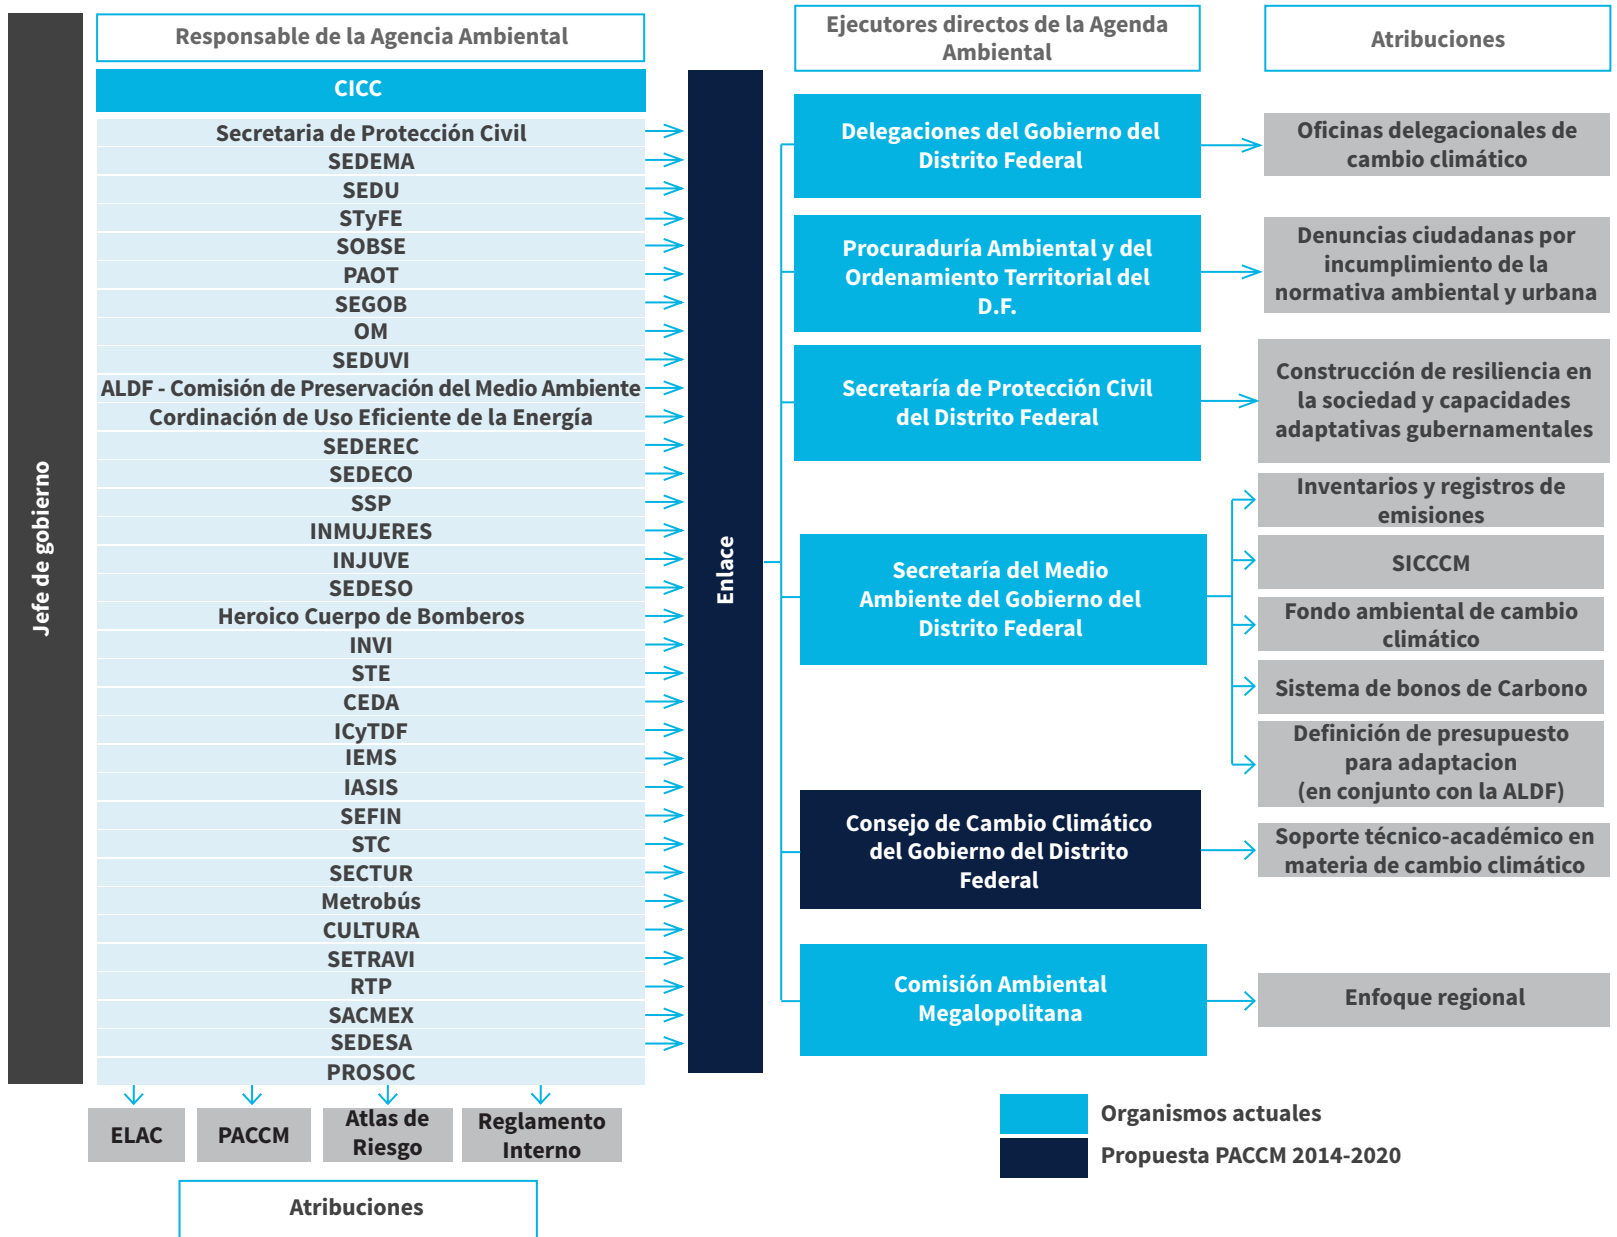 Jefe de gobierno
Responsable de la Agencia Ambiental
CICC
Secretaria de Protección Civil
SEDEMA
SEDU
STyFE
SOBSE
PAOT
SEGOB
OM
SEDUVI
ALDF - Comisión de Preservación del Medio Ambiente
Cordinación de Uso Eficiente de la Energía
SEDEREC
SEDECO
SSP
INMUJERES
INJUVE
SEDESO
Heroico Cuerpo de Bomberos
INVI
STE
CEDA
ICyTDF
IEMS
IASIS
SEFIN
STC
SECTUR
Metrobús
CULTURA
SETRAVI
RTP
SACMEX
SEDESA
PROSOC
ELAC
PACCM
Atlas de
Riesgo
Reglamento
Interno
Atribuciones
Enlace
Ejecutores directos de la Agenda
Ambiental
Delegaciones del Gobierno del
Distrito Federal
Procuraduría Ambiental y del
Ordenamiento Territorial del
D.F.
Secretaría de Protección Civil
del Distrito Federal
Secretaría del Medio
Ambiente del Gobierno del
Distrito Federal
Consejo de Cambio Climático
del Gobierno del Distrito
Federal
Comisión Ambiental
Megalopolitana
Atribuciones
Oficinas delegacionales de
cambio climático
Denuncias ciudadanas por
incumplimiento de la
normativa ambiental y urbana
Construcción de resiliencia en
la sociedad y capacidades
adaptativas gubernamentales
Inventarios y registros de
emisiones
SICCCM
Fondo ambiental de cambio
climático
Sistema de bonos de Carbono
Definición de presupuesto
para adaptacion
(en conjunto con la ALDF)
Soporte técnico-académico en
materia de cambio climático
Enfoque regional
Organismos actuales
Propuesta PACCM 2014-2020